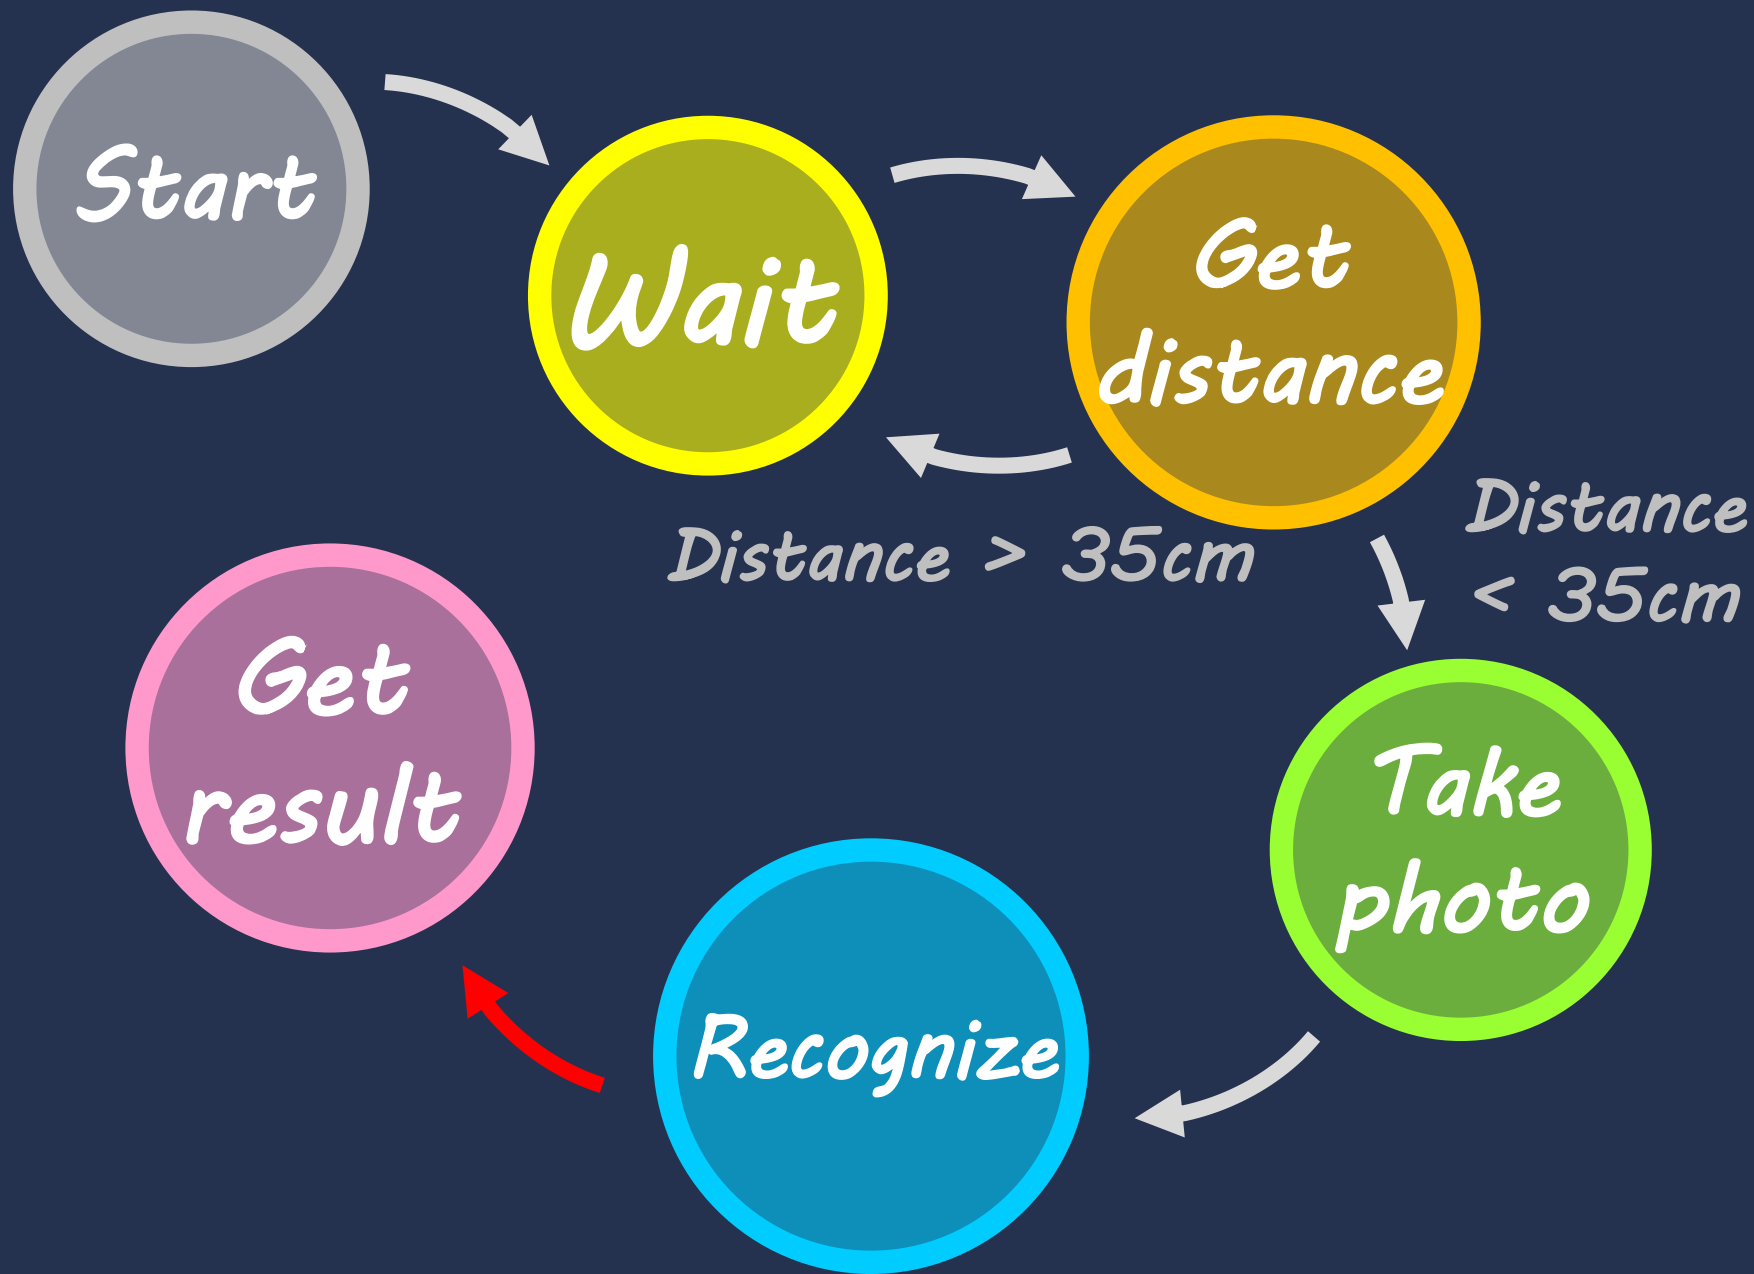 Start
Wait
Get
distance
Distance > 35cm
Distance
< 35cm
Take
photo
Recognize
Get
result